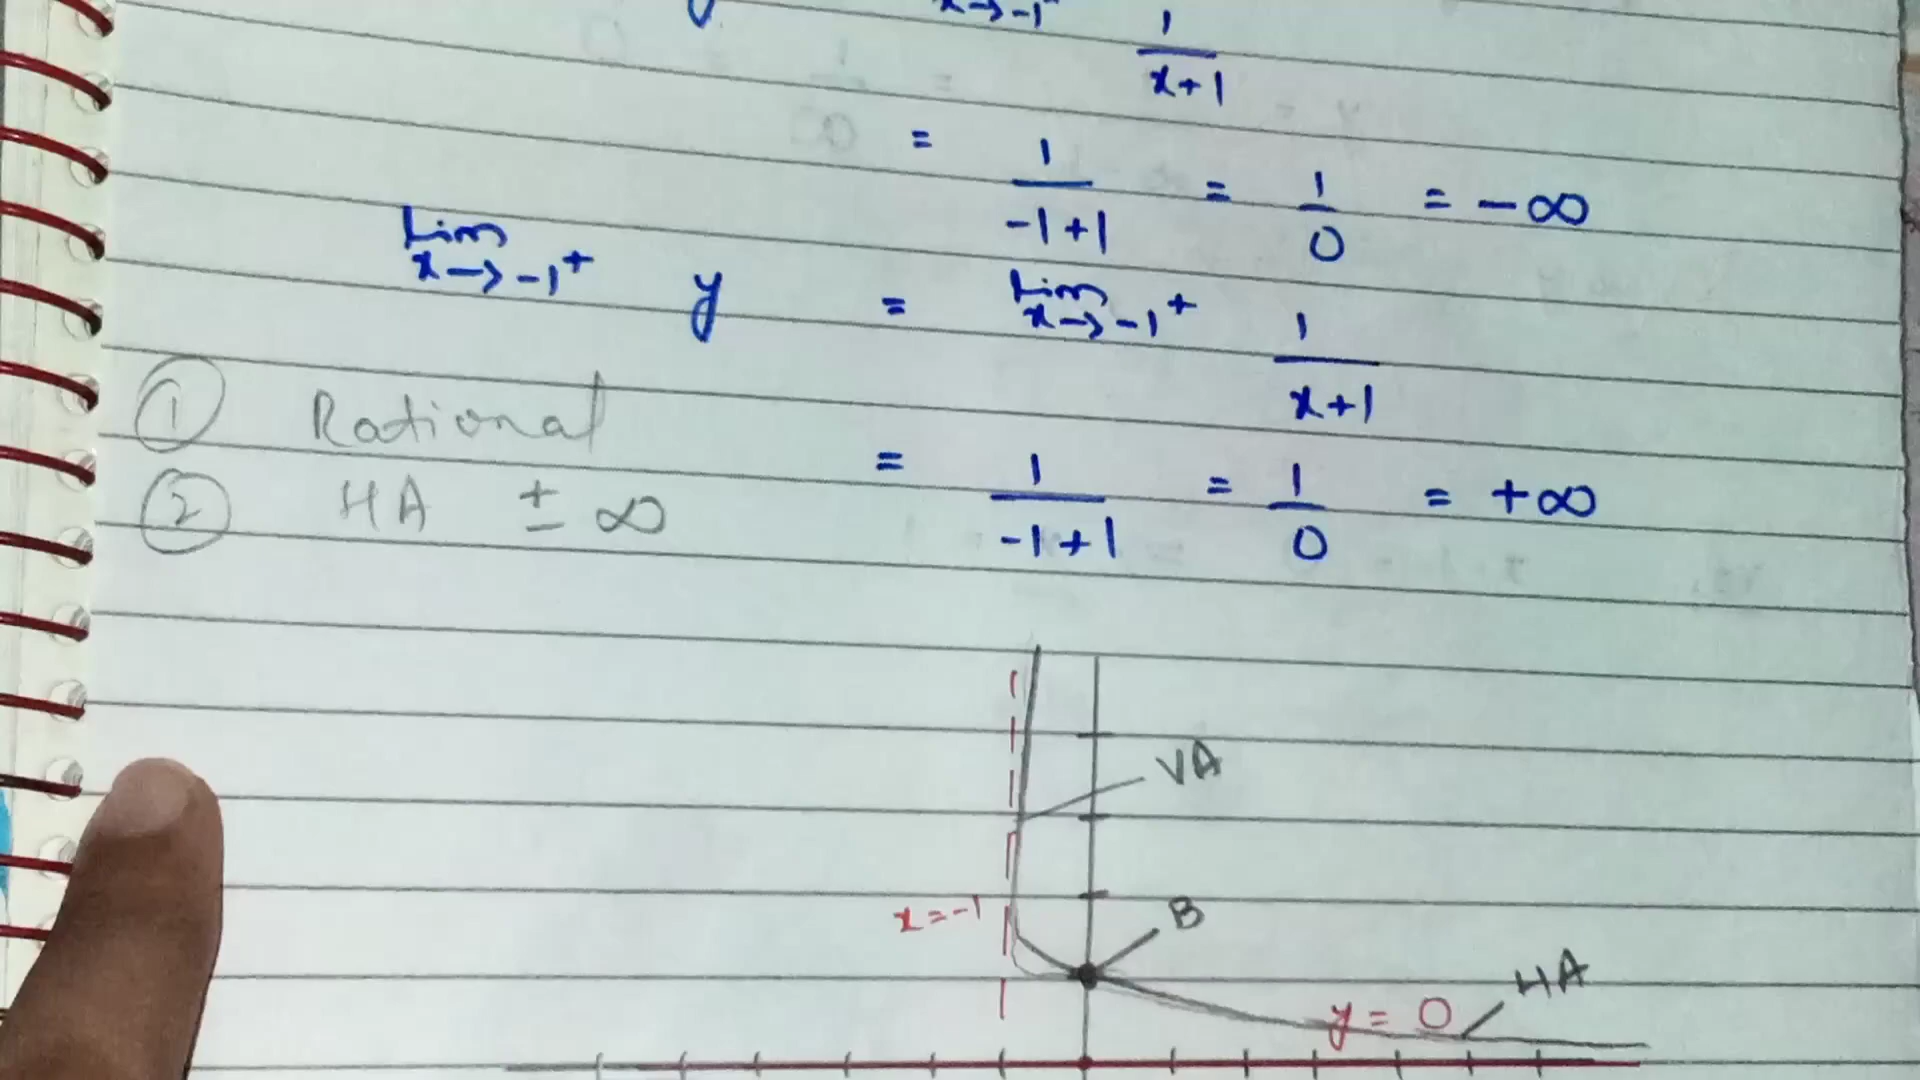 y x→-1⁻ 1/(x+1)
= 1/(-1+1) = 1/0 = -∞
Lim x→-1⁺ y = Lim x→-1⁺ 1/(x+1)
① Rational
= 1/(-1+1) = 1/0 = +∞
② HA ± ∞
VA
x=-1
B
HA
y = 0